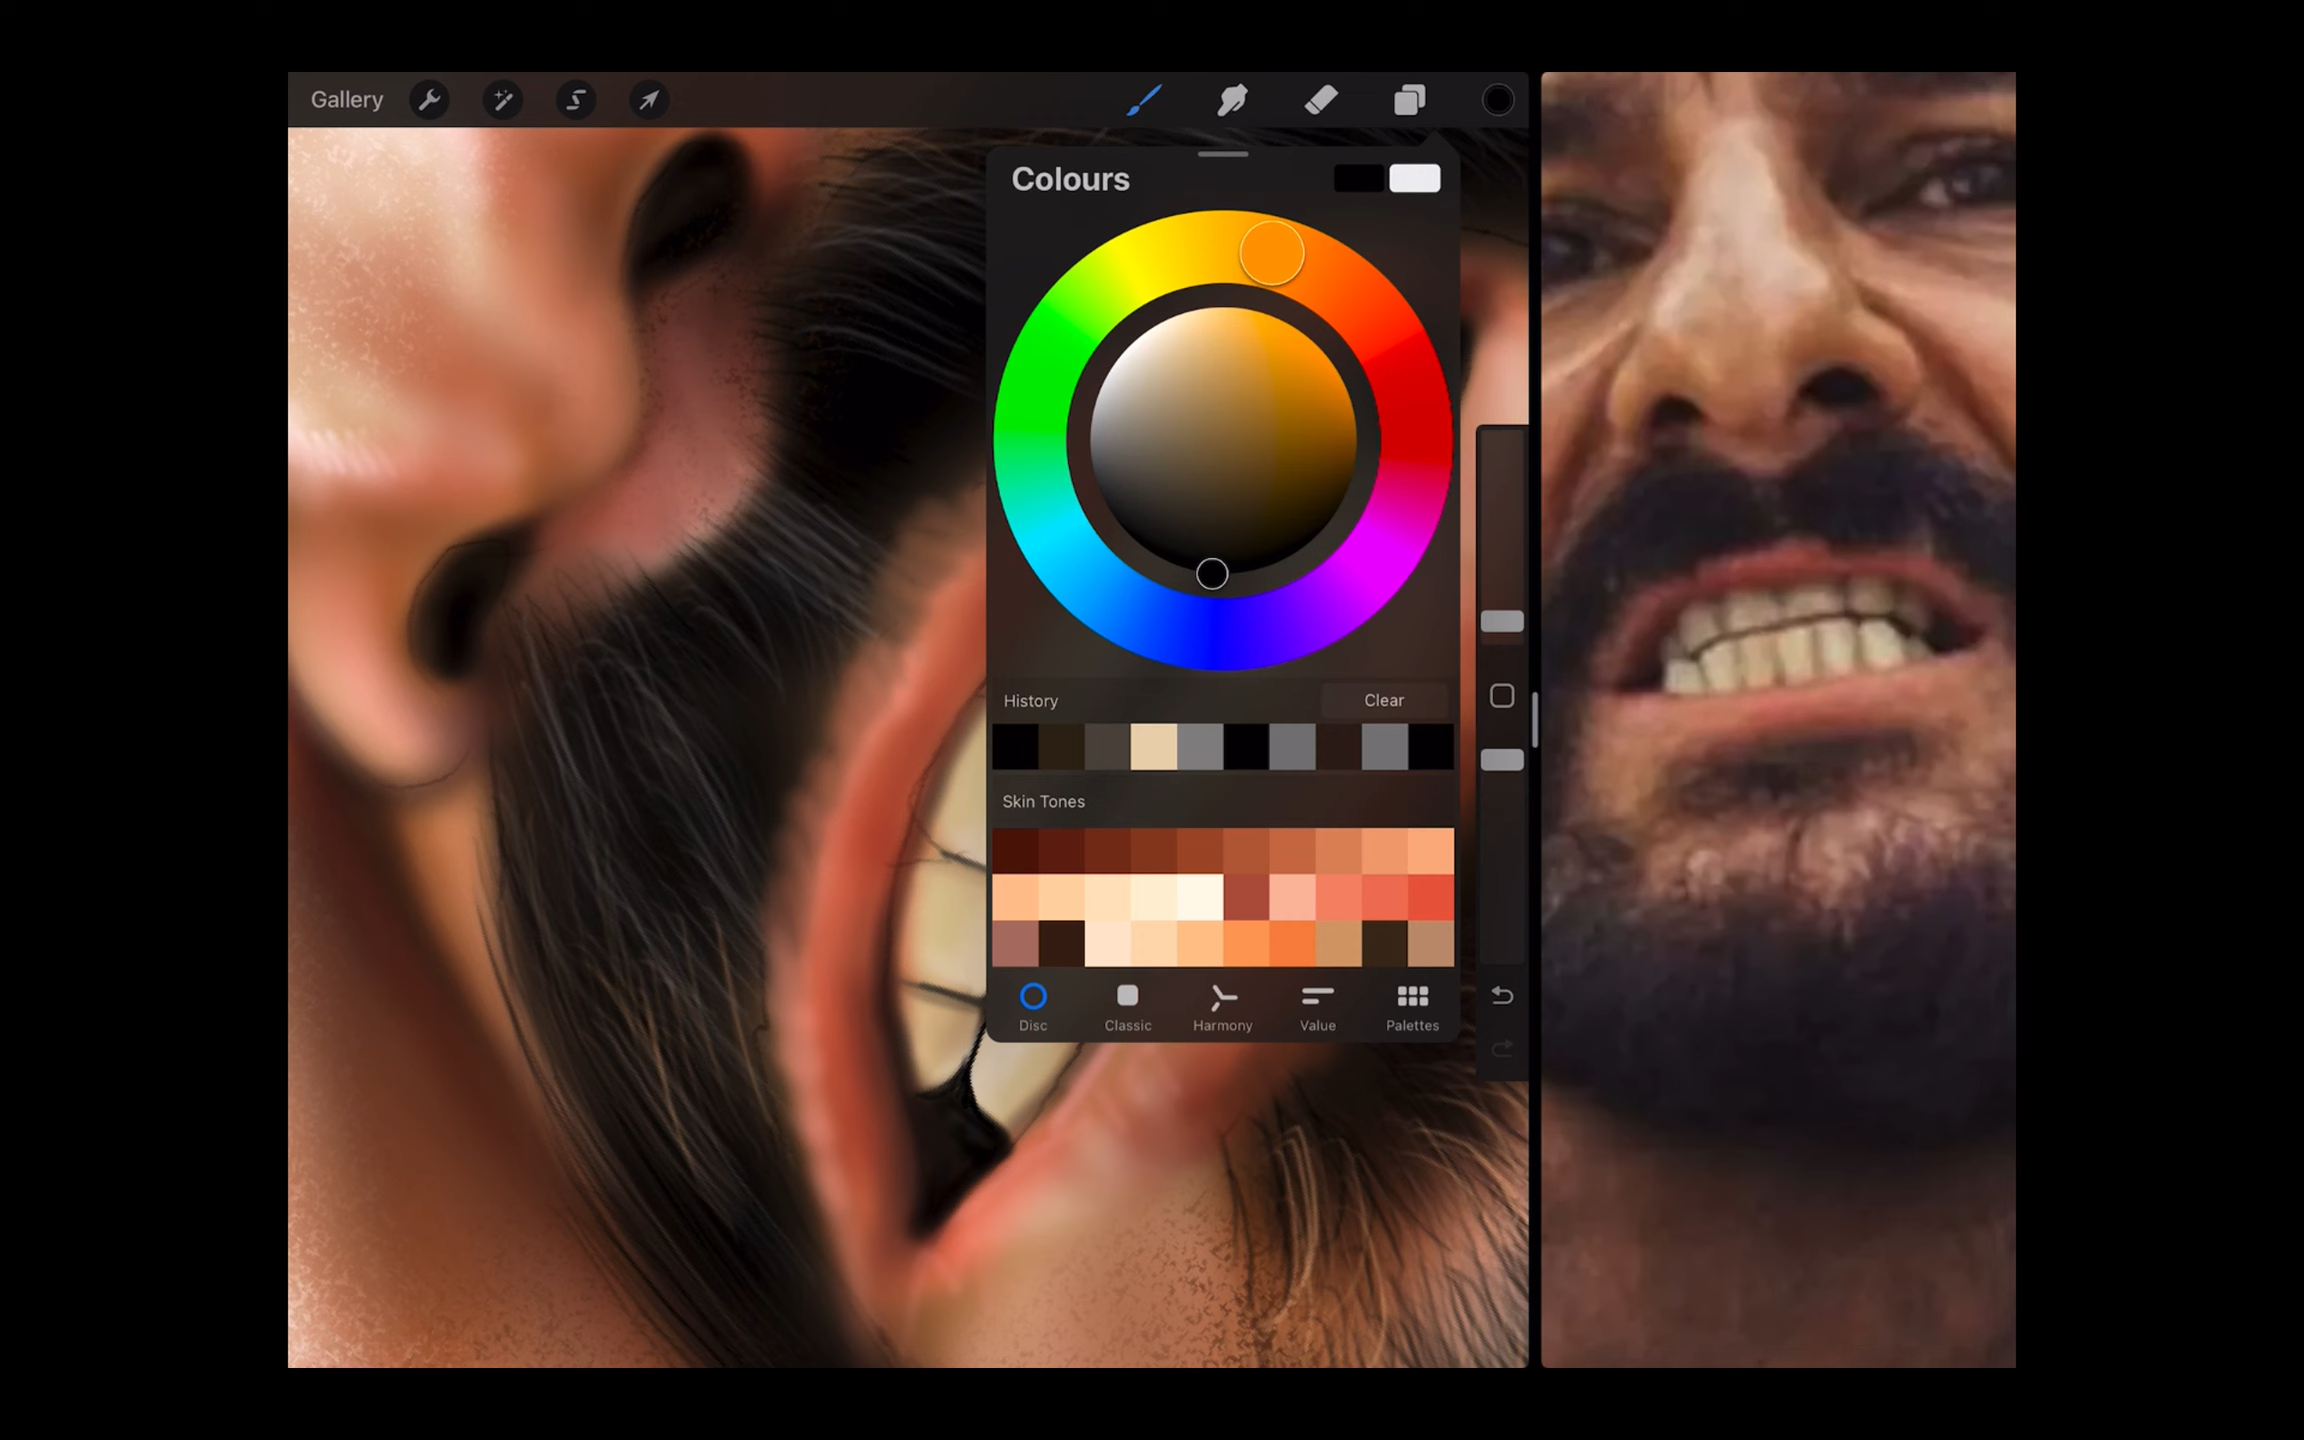 Gallery
Colours
History Clear
Skin Tones
Disc Classic Harmony Value Palettes